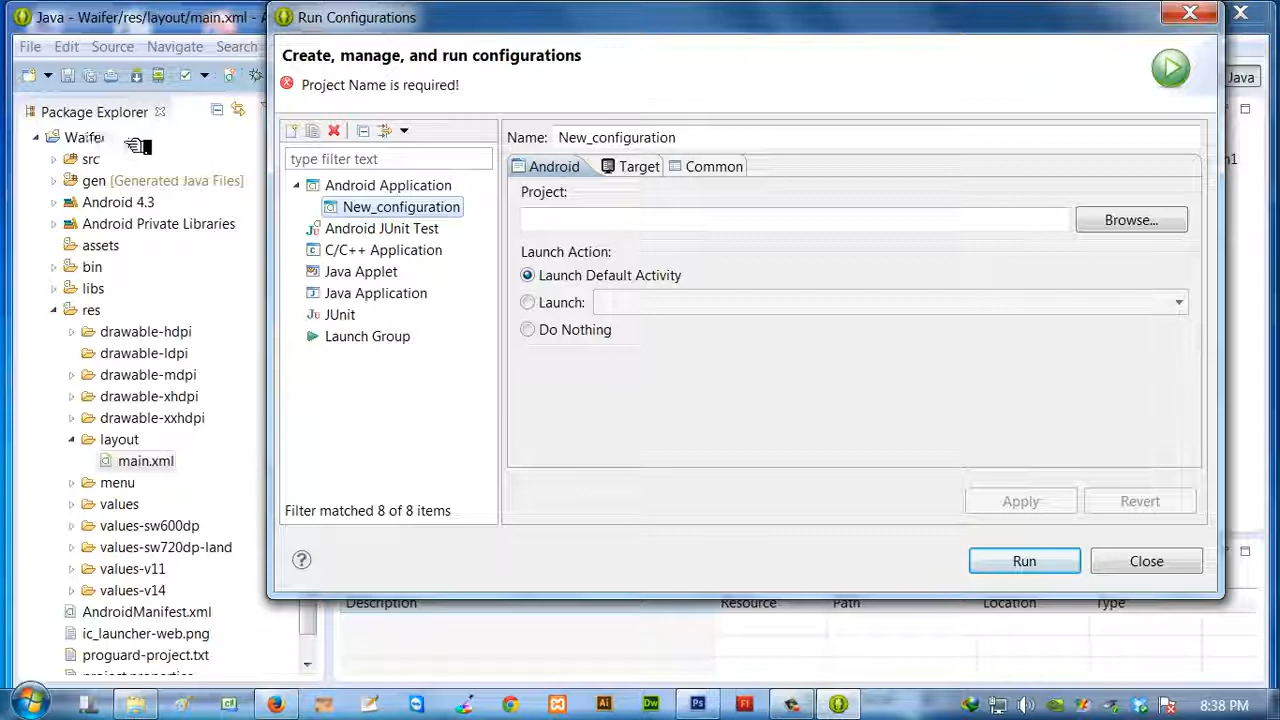 Java - Waifer/res/layout/main.xml - A
Run Configurations
File Edit Source Navigate Search
Create, manage, and run configurations
Project Name is required!
Java
Package Explorer
Waifer
src
gen [Generated Java Files]
Android 4.3
Android Private Libraries
assets
bin
libs
res
drawable-hdpi
drawable-ldpi
drawable-mdpi
drawable-xhdpi
drawable-xxhdpi
layout
main.xml
menu
values
values-sw600dp
values-sw720dp-land
values-v11
values-v14
AndroidManifest.xml
ic_launcher-web.png
proguard-project.txt
project.properties
type filter text
Android Application
New_configuration
Android JUnit Test
C/C++ Application
Java Applet
Java Application
JUnit
Launch Group
Filter matched 8 of 8 items
Name: New_configuration
Android Target Common
Project:
Browse...
Launch Action:
Launch Default Activity
Launch:
Do Nothing
Apply Revert
Run Close
Description Resource Path Location Type
8:38 PM